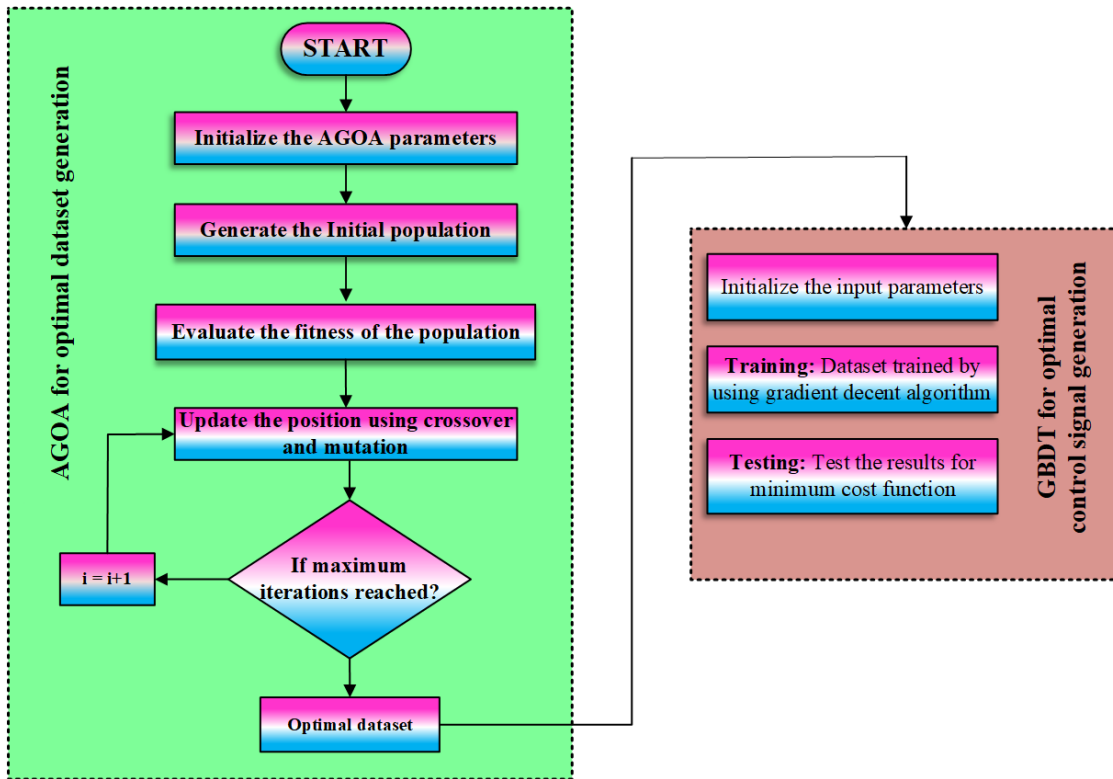 START
AGOA for optimal dataset generation
Initialize the AGOA parameters
Generate the Initial population
Evaluate the fitness of the population
Update the position using crossover
and mutation
i = i+1
If maximum
iterations reached?
Optimal dataset
Initialize the input parameters
Training: Dataset trained by
using gradient decent algorithm
Testing: Test the results for
minimum cost function
GBDT for optimal
control signal generation